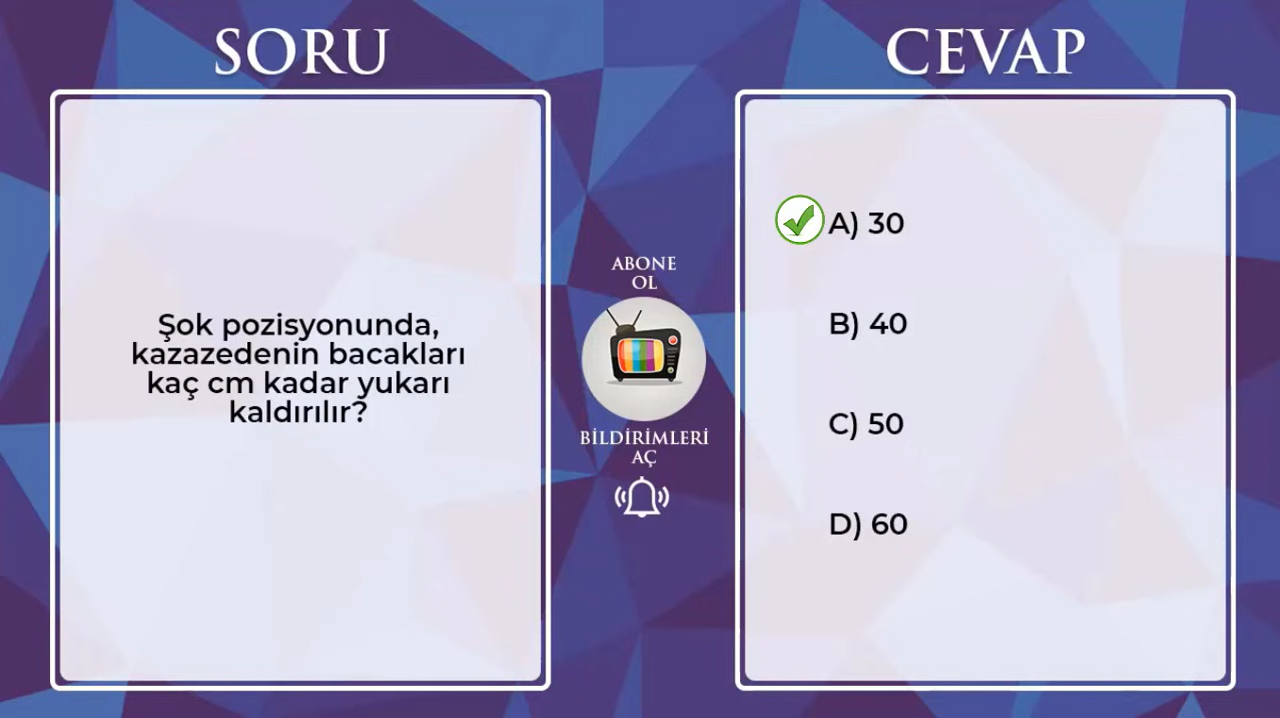 SORU
Şok pozisyonunda,
kazazedenin bacakları
kaç cm kadar yukarı
kaldırılır?
ABONE
OL
BİLDİRİMLERİ
AÇ
CEVAP
A) 30
B) 40
C) 50
D) 60